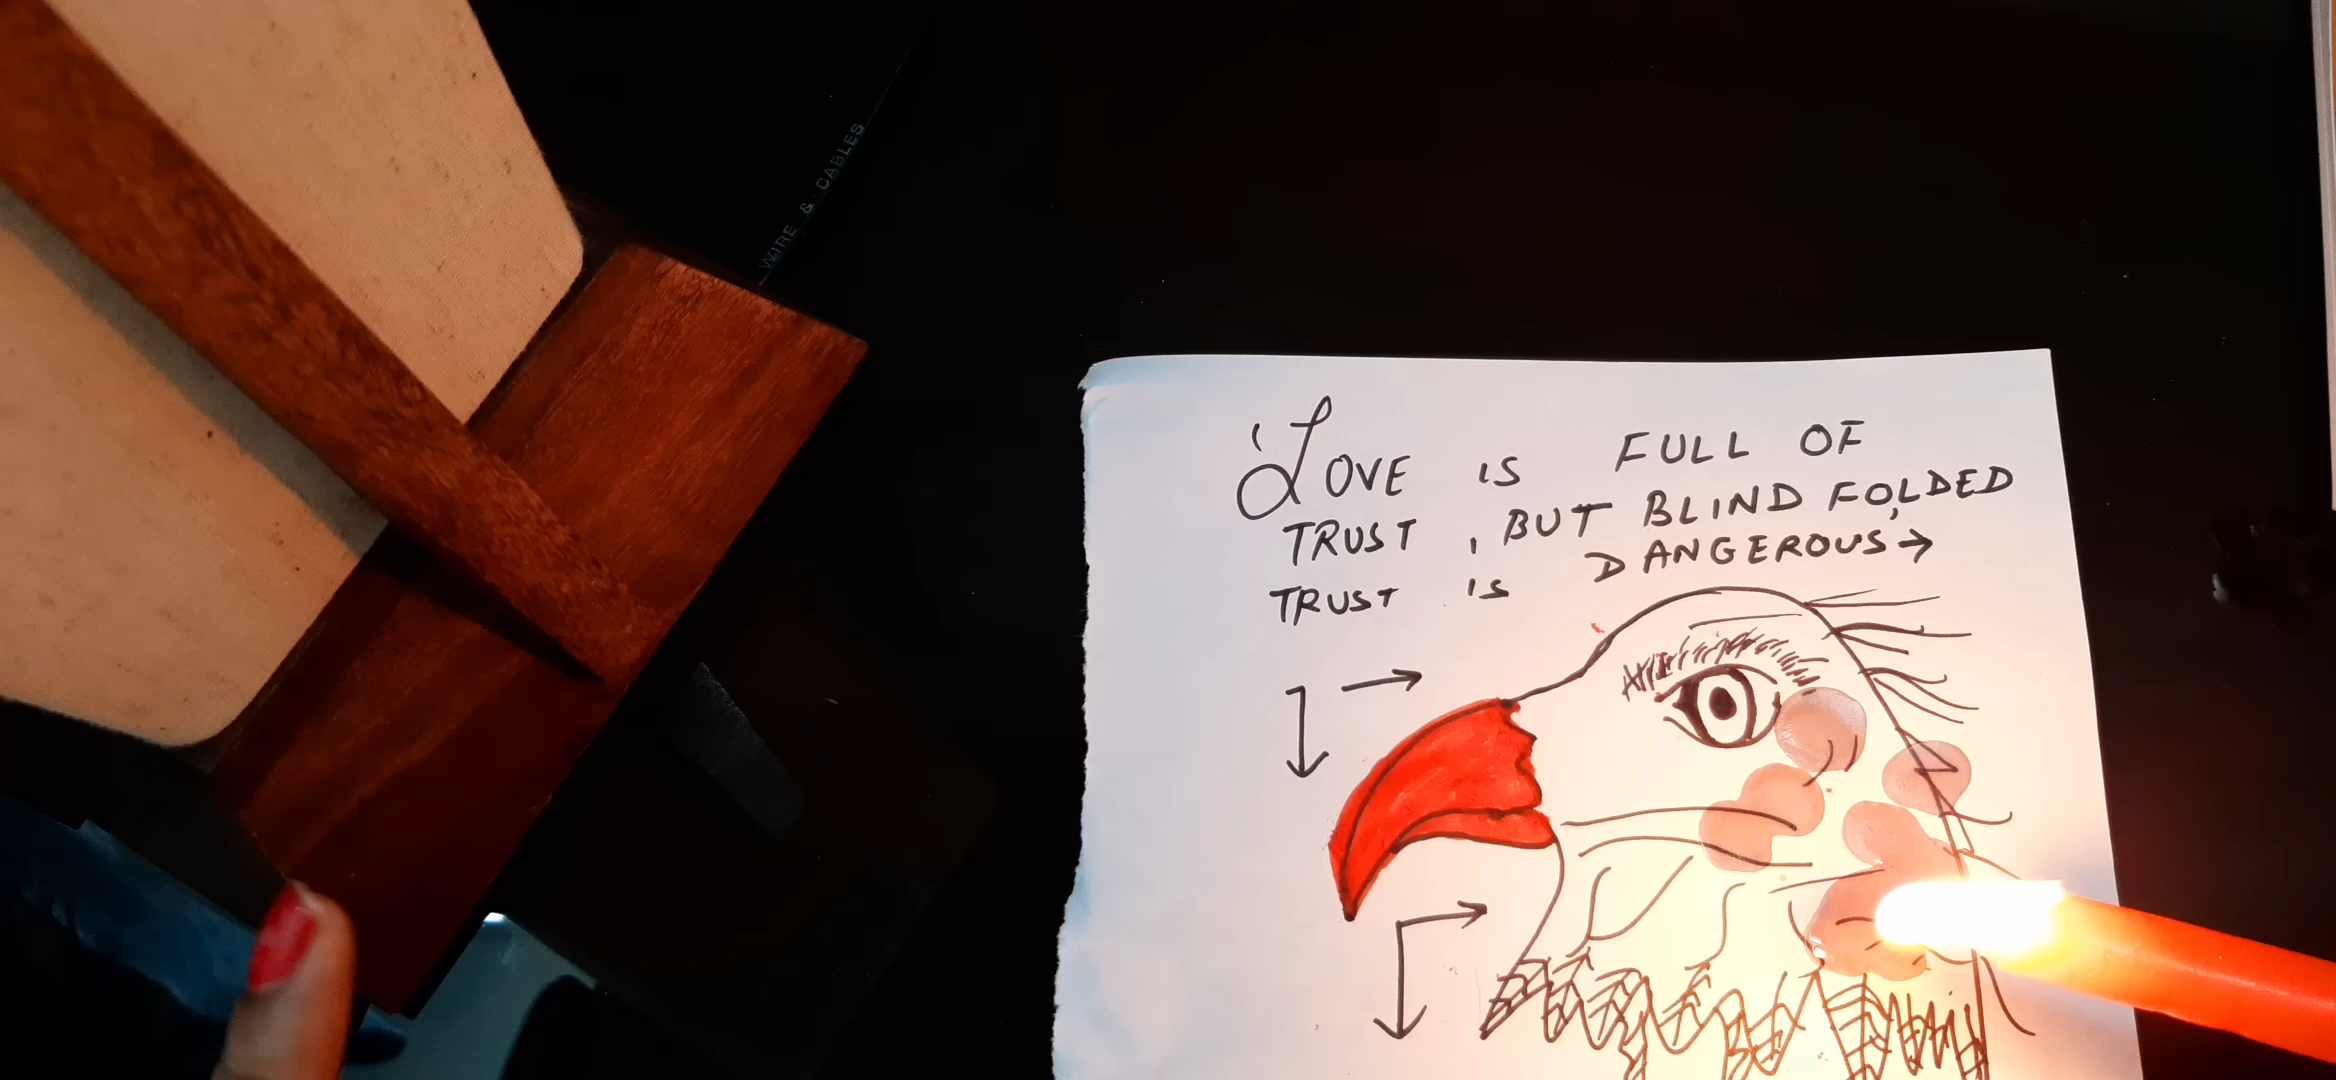 WIRE & CABLES
'LOVE IS FULL OF
TRUST, BUT BLIND FOLDED
TRUST IS DANGEROUS →